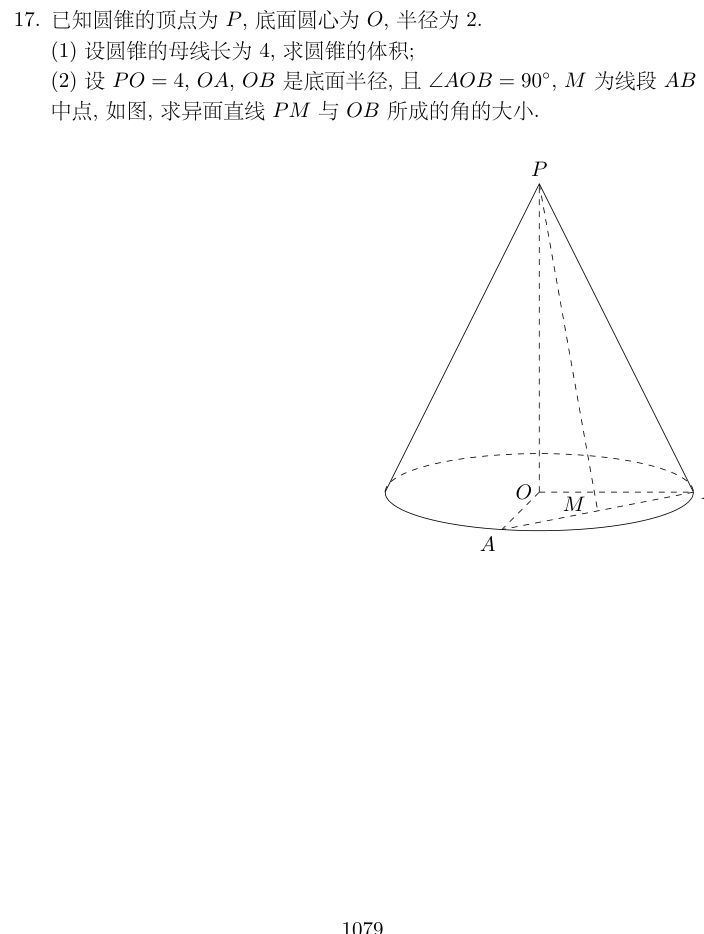 17. 已知圆锥的顶点为 P, 底面圆心为 O, 半径为 2.
(1) 设圆锥的母线长为 4, 求圆锥的体积;
(2) 设 PO = 4, OA, OB 是底面半径, 且 ∠AOB = 90°, M 为线段 AB
中点, 如图, 求异面直线 PM 与 OB 所成的角的大小.
P
O
M
A
1079